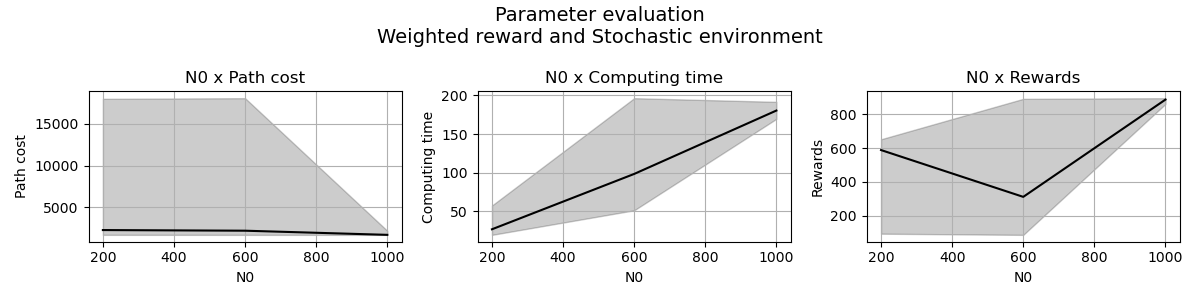 Parameter evaluation
Weighted reward and Stochastic environment
N0 x Path cost
Path cost
15000
10000
5000
200 400 600 800 1000
N0
N0 x Computing time
Computing time
200
150
100
50
200 400 600 800 1000
N0
N0 x Rewards
Rewards
800
600
400
200
200 400 600 800 1000
N0